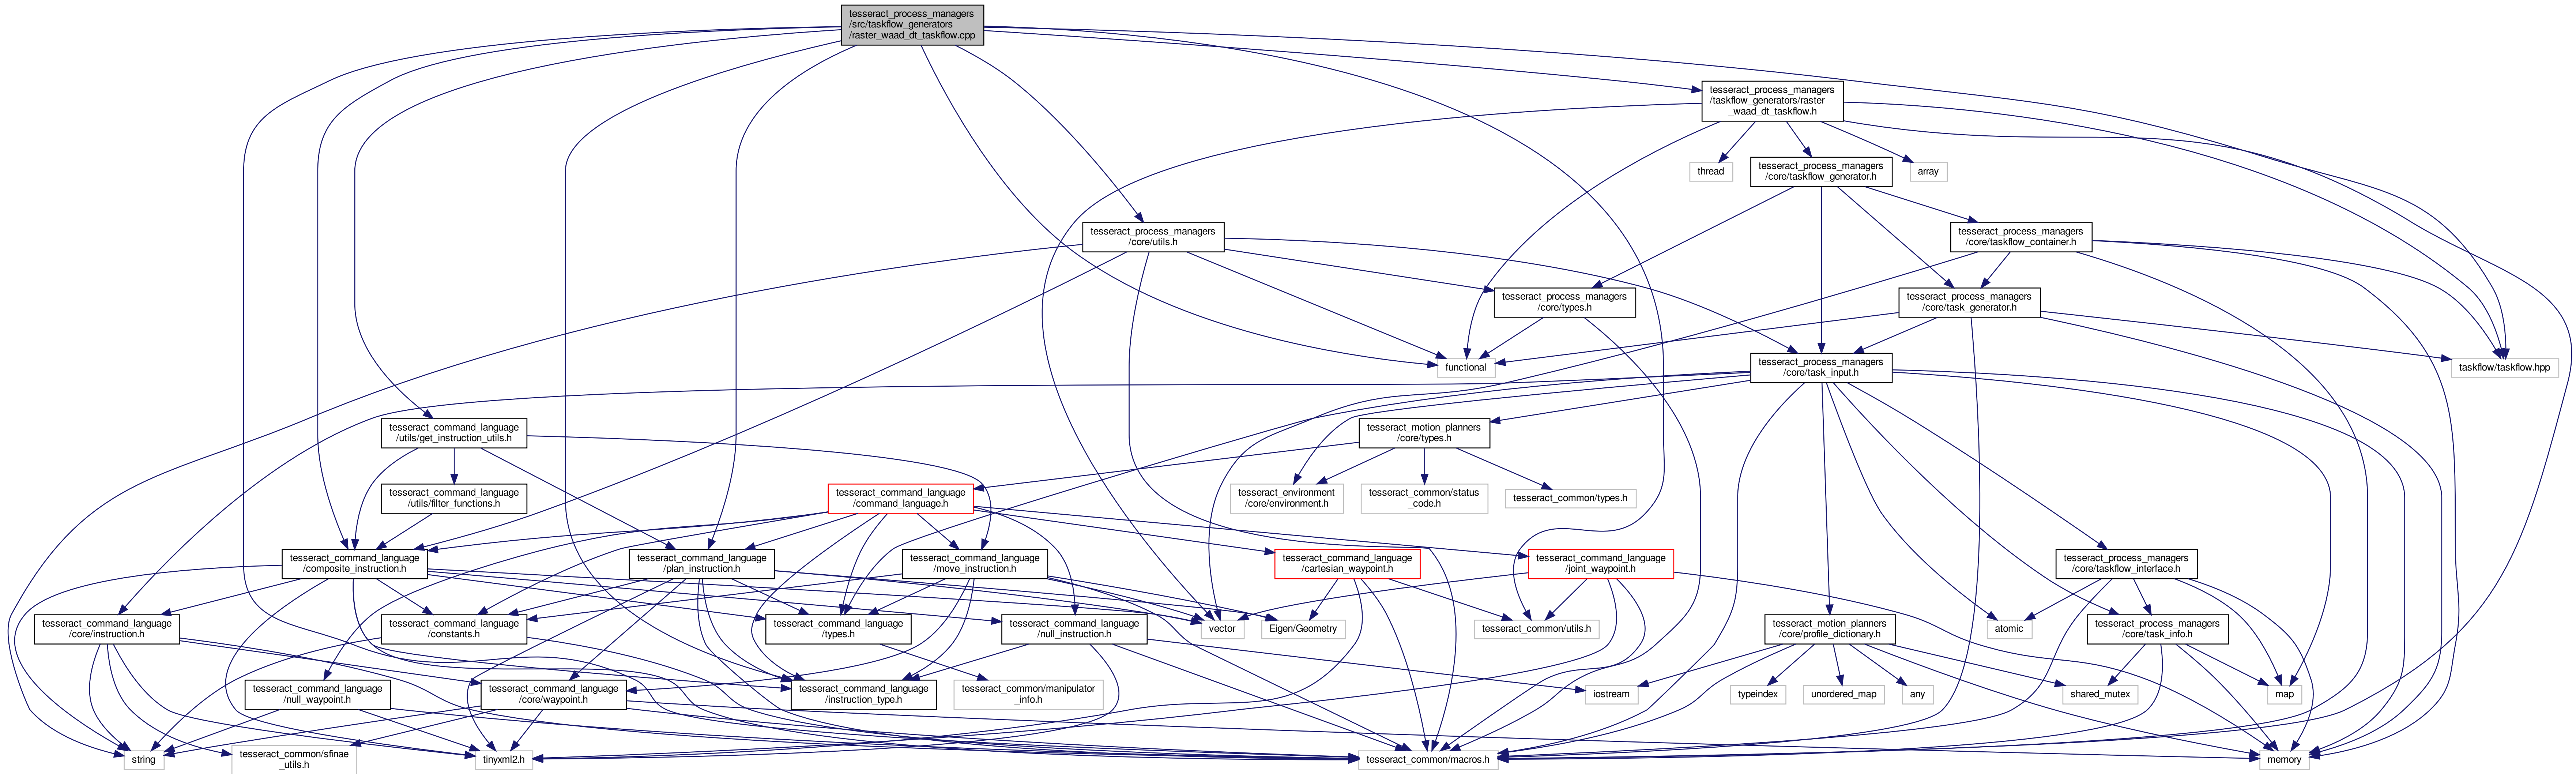 tesseract_process_managers
/src/taskflow_generators
/raster_waad_dt_taskflow.cpp
tesseract_process_managers
/taskflow_generators/raster
_waad_dt_taskflow.h
thread
tesseract_process_managers
/core/taskflow_generator.h
array
tesseract_process_managers
/core/utils.h
tesseract_process_managers
/core/taskflow_container.h
tesseract_process_managers
/core/types.h
tesseract_process_managers
/core/task_generator.h
functional
tesseract_process_managers
/core/task_input.h
taskflow/taskflow.hpp
tesseract_command_language
/utils/get_instruction_utils.h
tesseract_motion_planners
/core/types.h
tesseract_command_language
/utils/filter_functions.h
tesseract_command_language
/command_language.h
tesseract_environment
/core/environment.h
tesseract_common/status
_code.h
tesseract_common/types.h
tesseract_command_language
/composite_instruction.h
tesseract_command_language
/plan_instruction.h
tesseract_command_language
/move_instruction.h
tesseract_command_language
/cartesian_waypoint.h
tesseract_command_language
/joint_waypoint.h
tesseract_process_managers
/core/taskflow_interface.h
tesseract_command_language
/core/instruction.h
tesseract_command_language
/constants.h
tesseract_command_language
/types.h
tesseract_command_language
/null_instruction.h
vector
Eigen/Geometry
tesseract_common/utils.h
tesseract_motion_planners
/core/profile_dictionary.h
atomic
tesseract_process_managers
/core/task_info.h
tesseract_command_language
/null_waypoint.h
tesseract_command_language
/core/waypoint.h
tesseract_command_language
/instruction_type.h
tesseract_common/manipulator
_info.h
iostream
typeindex
unordered_map
any
shared_mutex
map
string
tesseract_common/sfinae
_utils.h
tinyxml2.h
tesseract_common/macros.h
memory